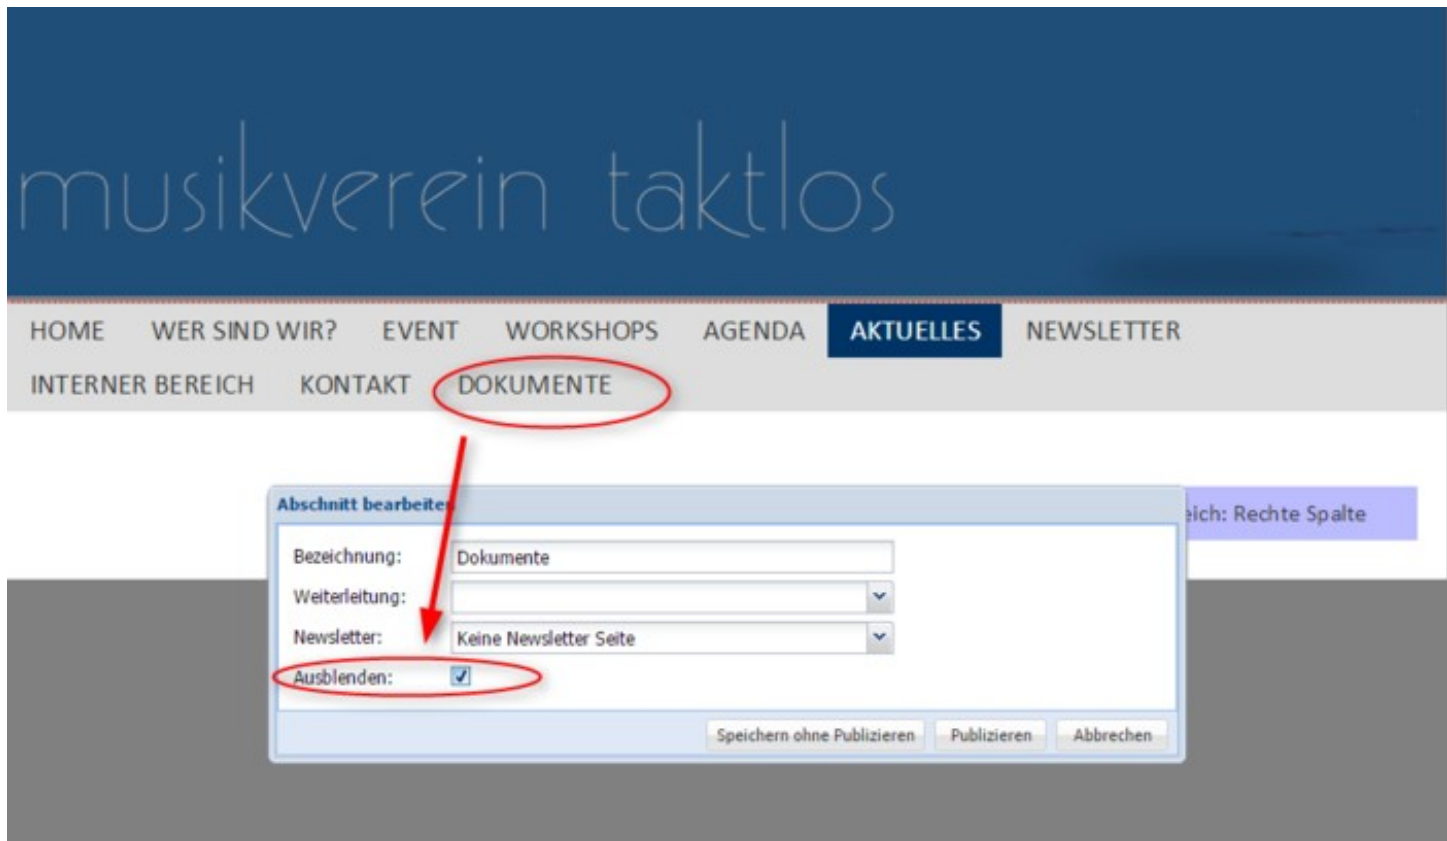 musikverein taktlos
HOME WER SIND WIR? EVENT WORKSHOPS AGENDA AKTUELLES NEWSLETTER
INTERNER BEREICH KONTAKT DOKUMENTE
Abschnitt bearbeiten
eich: Rechte Spalte
Bezeichnung: Dokumente
Weiterleitung:
Newsletter: Keine Newsletter Seite
Ausblenden:
Speichern ohne Publizieren Publizieren Abbrechen